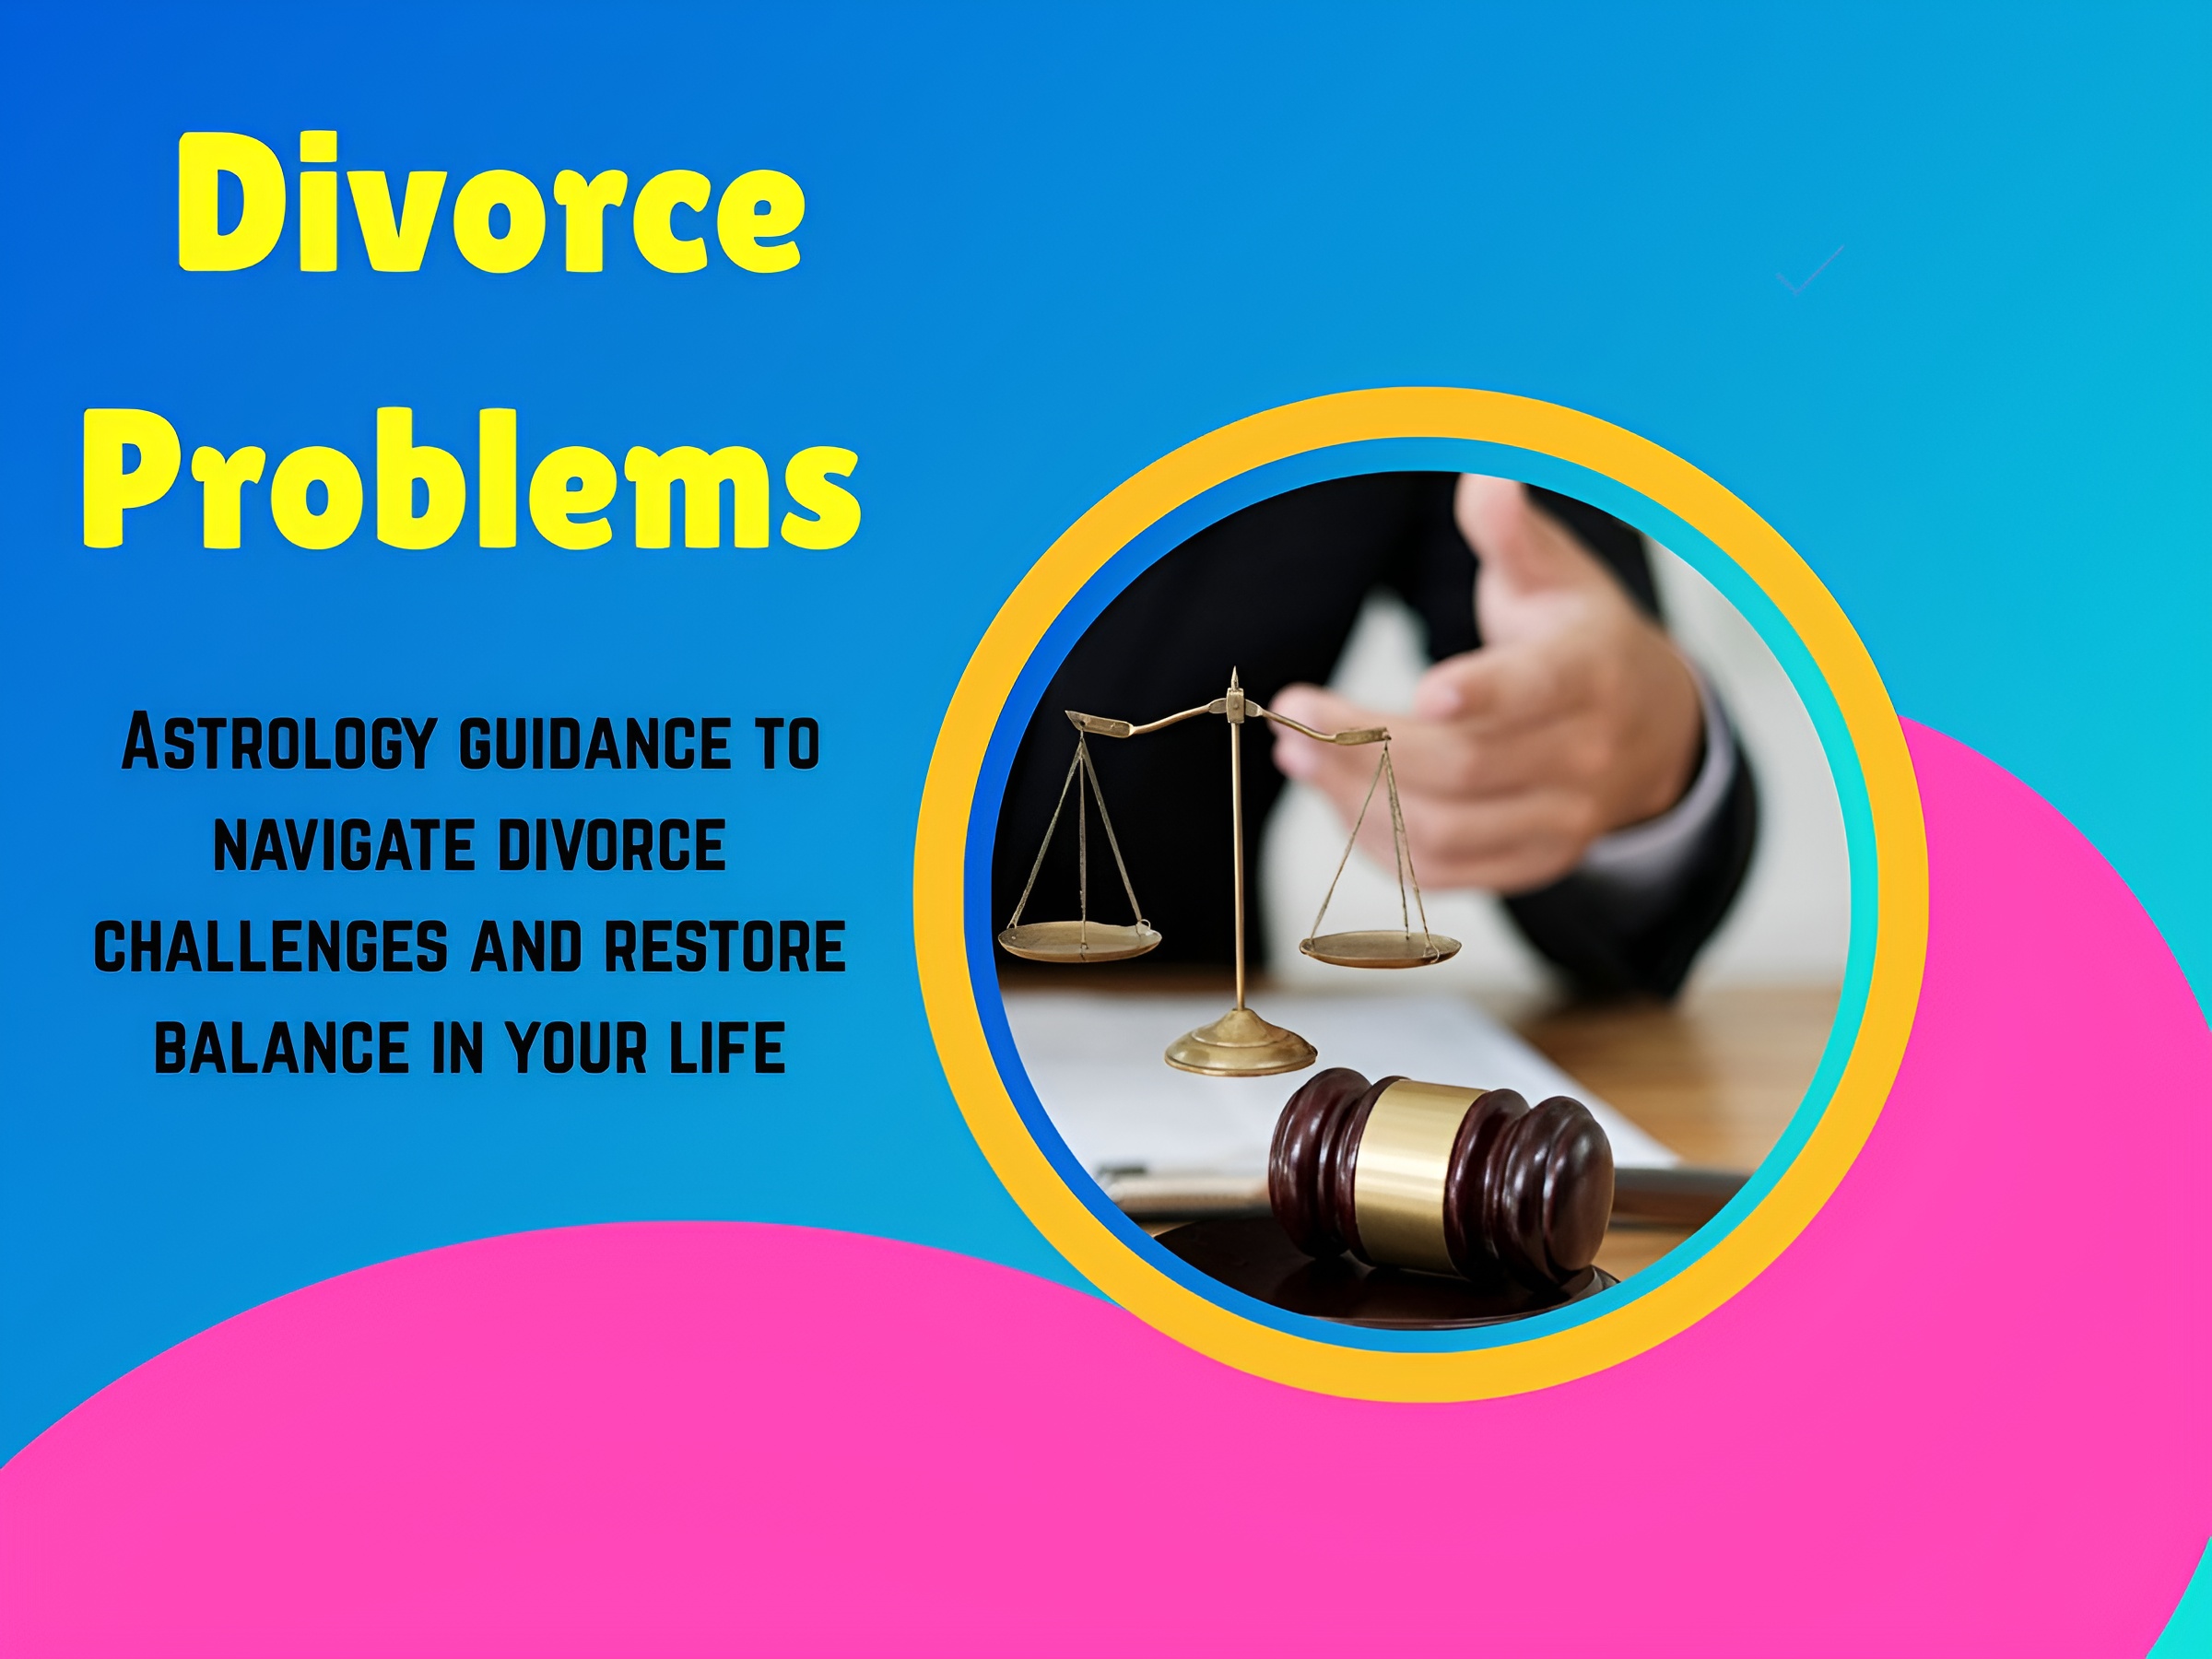 Divorce
Problems
Astrology guidance to
navigate divorce
challenges and restore
balance in your life